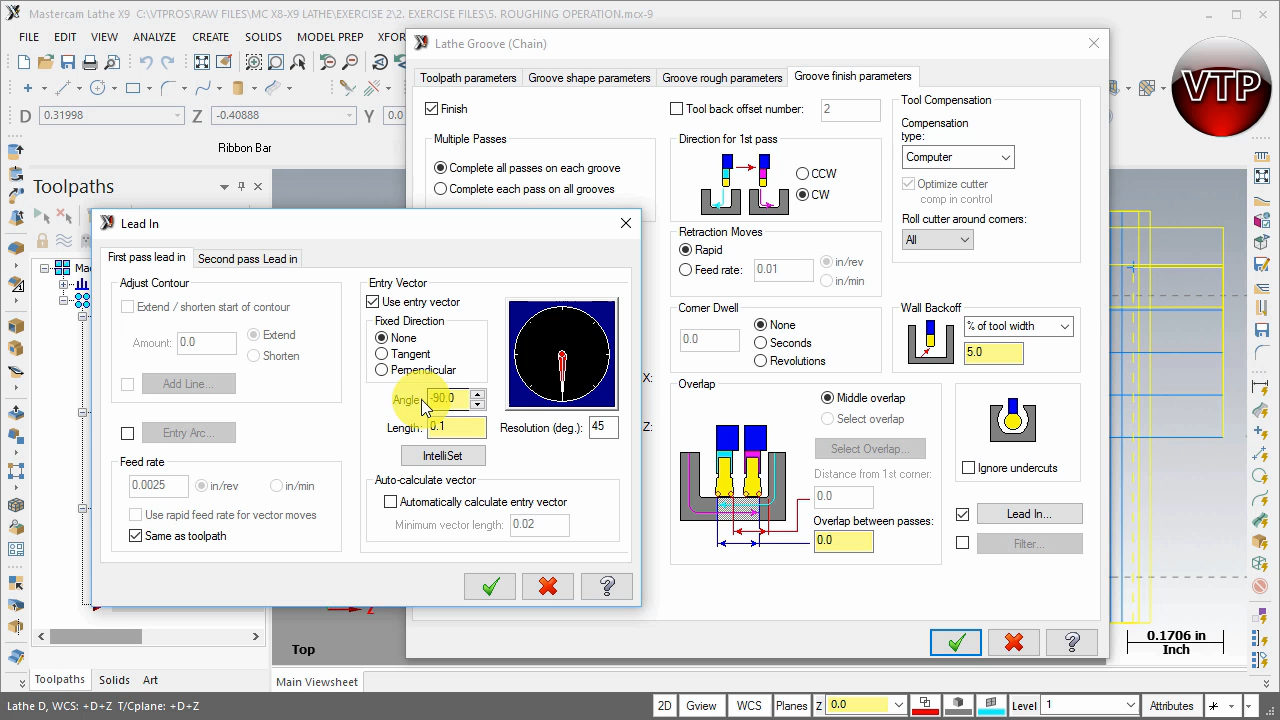 Mastercam Lathe X9 C:\VTPROS\RAW FILES\MC X8-X9 LATHE\EXERCISE 2\2. EXERCISE FILES\5. ROUGHING OPERATION.mcx-9
FILE EDIT VIEW ANALYZE CREATE SOLIDS MODEL PREP XFOR
D 0.31998 Z -0.40888 Y 0.0
Ribbon Bar
VTP
Toolpaths
Lathe Groove (Chain)
Toolpath parameters Groove shape parameters Groove rough parameters Groove finish parameters
Finish
Multiple Passes
Complete all passes on each groove
Complete each pass on all grooves
Tool back offset number: 2
Direction for 1st pass
CCW
CW
Retraction Moves
Rapid
Feed rate: 0.01 in/rev
in/min
Corner Dwell
0.0 None
Seconds
Revolutions
Tool Compensation
Compensation
type:
Computer
Optimize cutter
comp in control
Roll cutter around corners:
All
Wall Backoff
% of tool width
5.0
X:
Z:
Overlap
Middle overlap
Select overlap
Select Overlap...
Distance from 1st corner:
0.0
Overlap between passes:
0.0
Ignore undercuts
Lead In...
Filter...
Lead In
First pass lead in Second pass Lead in
Adjust Contour
Extend / shorten start of contour
Amount: 0.0 Extend
Shorten
Add Line...
Entry Arc...
Feed rate
0.0025 in/rev in/min
Use rapid feed rate for vector moves
Same as toolpath
Entry Vector
Use entry vector
Fixed Direction
None
Tangent
Perpendicular
Angle -90.0
Length: 0.1 Resolution (deg.): 45
IntelliSet
Auto-calculate vector
Automatically calculate entry vector
Minimum vector length: 0.02
Ma
Z
Top
0.1706 in
Inch
Toolpaths Solids Art
Main Viewsheet
Lathe D, WCS: +D+Z T/Cplane: +D+Z
2D Gview WCS Planes Z 0.0 Level 1 Attributes